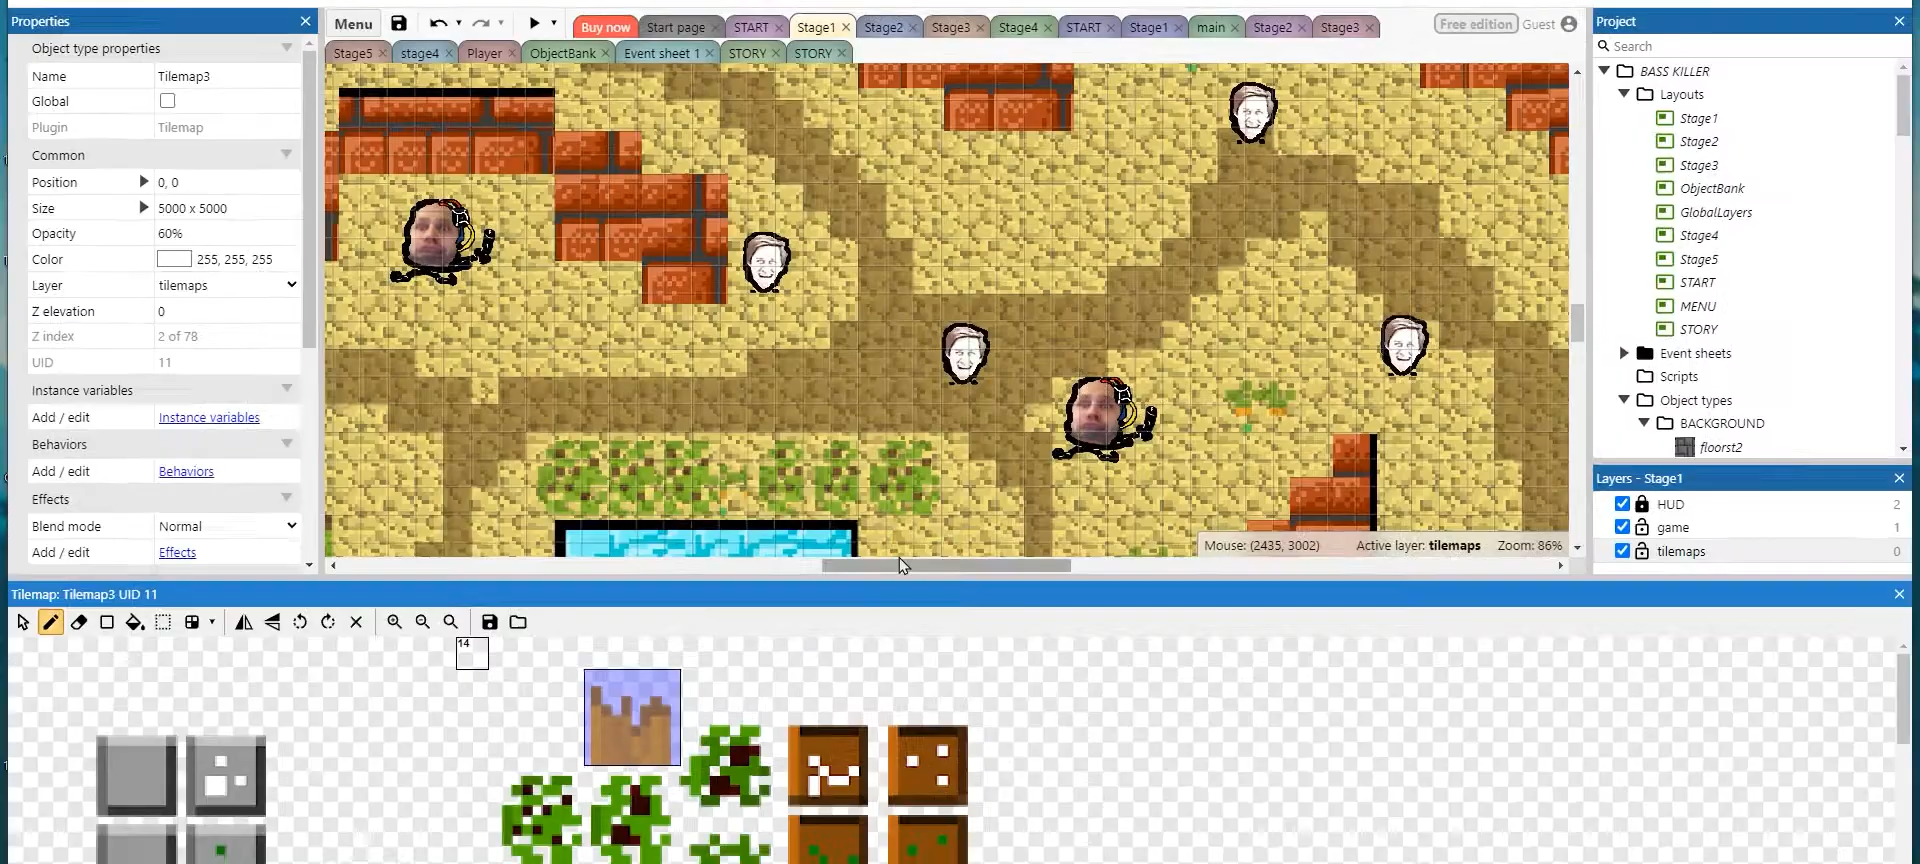 Properties
Object type properties
Name Tilemap3
Global
Plugin Tilemap
Common
Position 0, 0
Size 5000 x 5000
Opacity 60%
Color 255, 255, 255
Layer tilemaps
Z elevation 0
Z index 2 of 78
UID 11
Instance variables
Add / edit Instance variables
Behaviors
Add / edit Behaviors
Effects
Blend mode Normal
Add / edit Effects
Menu
Buy now Start page START Stage1 Stage2 Stage3 Stage4 START Stage1 main Stage2 Stage3
Free edition Guest
Stage5 stage4 Player ObjectBank Event sheet 1 STORY STORY
Mouse: (2435, 3002) Active layer: tilemaps Zoom: 86%
Project
Search
BASS KILLER
Layouts
Stage1
Stage2
Stage3
ObjectBank
GlobalLayers
Stage4
Stage5
START
MENU
STORY
Event sheets
Scripts
Object types
BACKGROUND
floorst2
Layers - Stage1
HUD 2
game 1
tilemaps 0
Tilemap: Tilemap3 UID 11
14